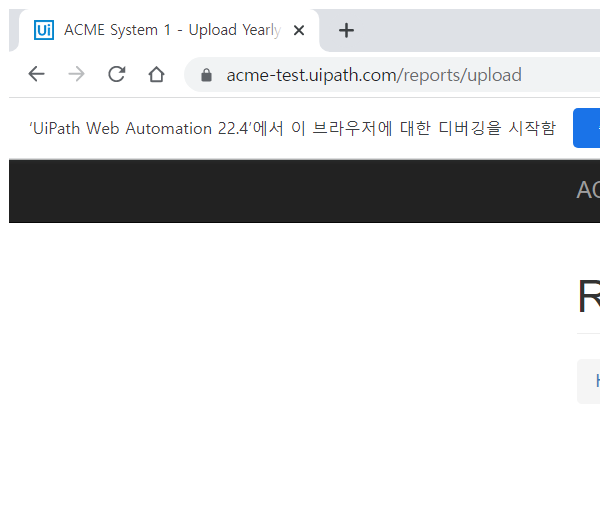 Ui ACME System 1 - Upload Yearly
acme-test.uipath.com/reports/upload
'UiPath Web Automation 22.4'에서 이 브라우저에 대한 디버깅을 시작함
AC
R